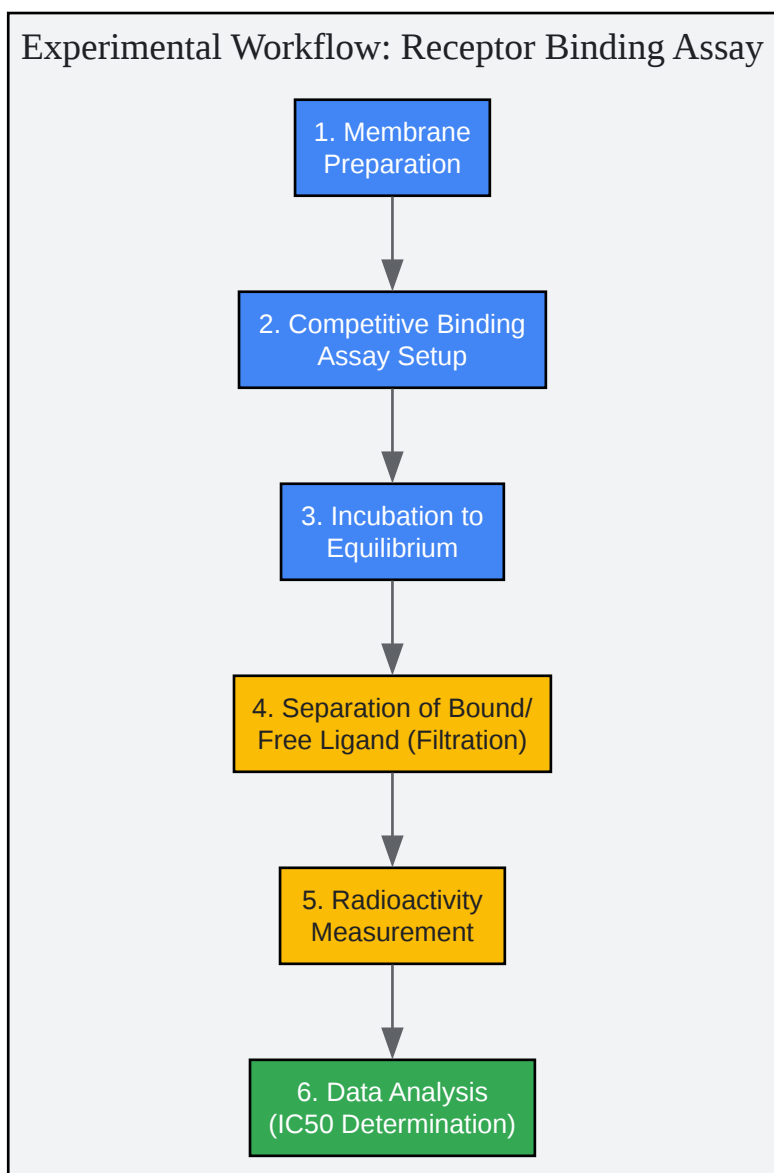 Experimental Workflow: Receptor Binding Assay
1. Membrane
Preparation
2. Competitive Binding
Assay Setup
3. Incubation to
Equilibrium
4. Separation of Bound/
Free Ligand (Filtration)
5. Radioactivity
Measurement
6. Data Analysis
(IC50 Determination)